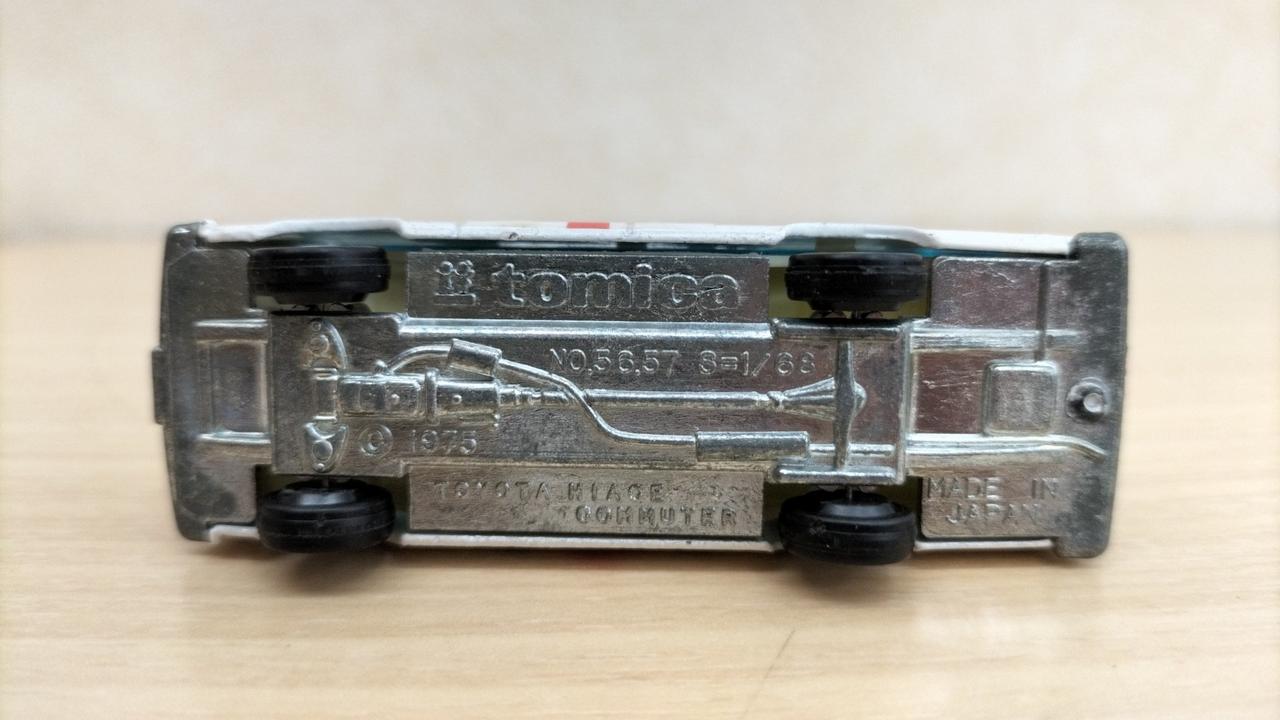 tomica
NO.56,57 S=1/68
© 1975
TOYOTA HIACE
COMMUTER
MADE IN
JAPAN